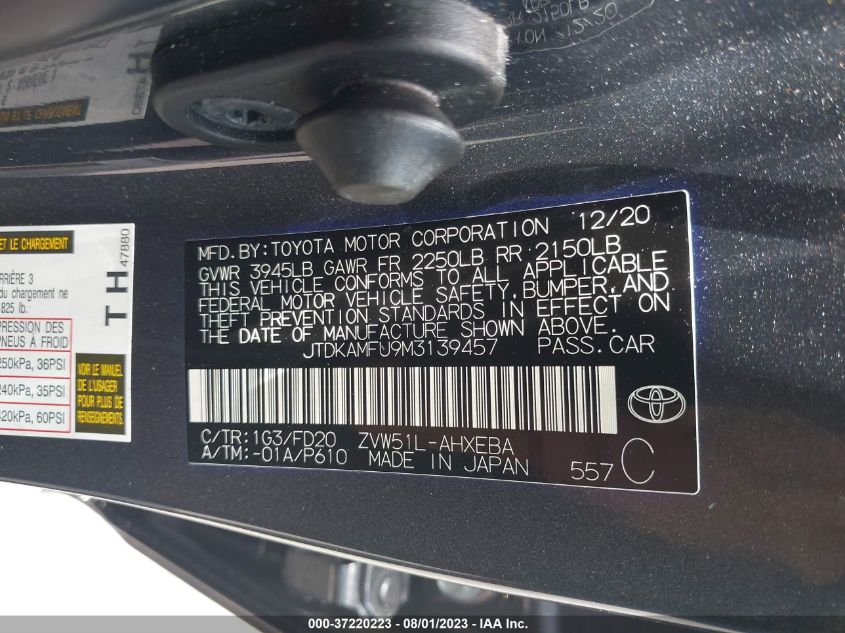 12/20
MFD.BY:TOYOTA MOTOR CORPORATION
GVWR 3945LB GAWR FR 2250LB RR 2150LB
THIS VEHICLE CONFORMS TO ALL APPLICABLE
FEDERAL MOTOR VEHICLE SAFETY, BUMPER, AND
THEFT PREVENTION STANDARDS IN EFFECT ON
THE DATE OF MANUFACTURE SHOWN ABOVE.
JTDKAMFU9M3139457 PASS.CAR
C/TR: 1G3/FD20 ZVW51L-AHXEBA
A/TM: -01A/P610 MADE IN JAPAN
557 C
ET LE CHARGEMENT
TH 47880
ARRIÈRE 3
du chargement ne
825 lb.
PRESSION DES
PNEUS À FROID
250kPa, 36PSI
240kPa, 35PSI
420kPa, 60PSI
VOIR LE MANUEL
DE L'USAGER
POUR PLUS DE
RENSEIGNEMENTS
000-37220223 - 08/01/2023 - IAA Inc.